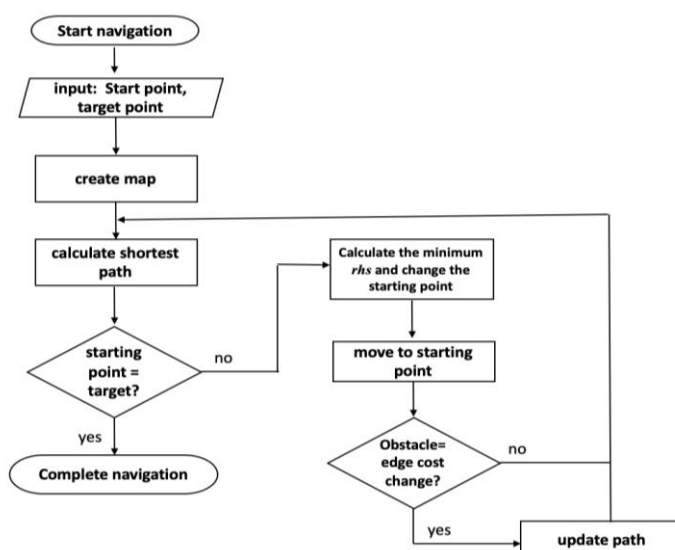 Start navigation
input: Start point,
target point
create map
calculate shortest
path
starting
point =
target?
no
yes
Complete navigation
Calculate the minimum
rhs and change the
starting point
move to starting
point
Obstacle=
edge cost
change?
no
yes
update path